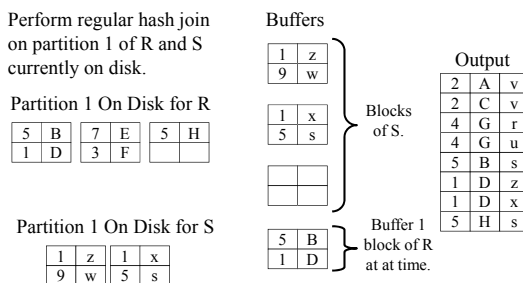 Perform regular hash join
on partition 1 of R and S
currently on disk.
Partition 1 On Disk for R
5 B 7 E 5 H
1 D 3 F
Partition 1 On Disk for S
1 z 1 x
9 w 5 s
Buffers
1 z
9 w
1 x
5 s
Blocks
of S.
5 B
1 D
Buffer 1
block of R
at at time.
Output
2 A v
2 C v
4 G r
4 G u
5 B s
1 D z
1 D x
5 H s